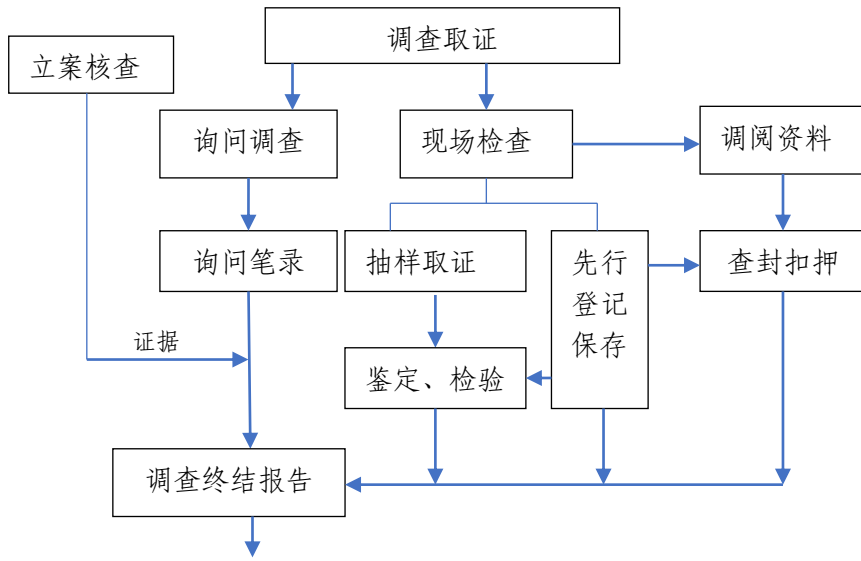 调查取证
立案核查
询问调查
现场检查
调阅资料
询问笔录
抽样取证
先行
登记
保存
查封扣押
证据
鉴定、检验
调查终结报告